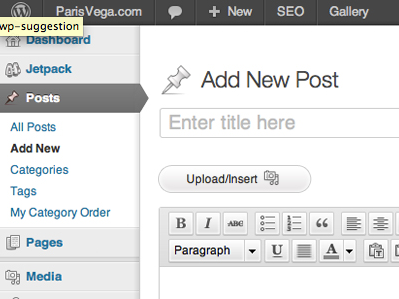 ParisVega.com + New SEO Gallery
wp-suggestion
Dashboard
Jetpack
Posts
All Posts
Add New
Categories
Tags
My Category Order
Pages
Media
Add New Post
Enter title here
Upload/Insert
B I ABC
Paragraph U A